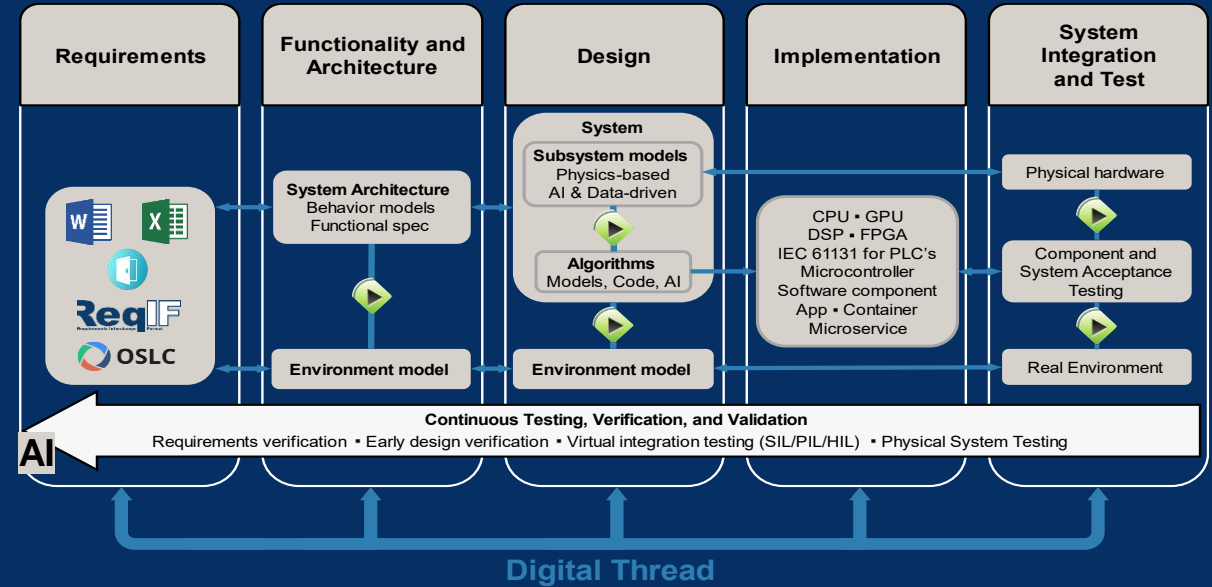 Requirements
Functionality and
Architecture
Design
Implementation
System
Integration
and Test
W
X
ReqIF
Requirements Interchange Format
OSLC
System Architecture
Behavior models
Functional spec
Environment model
System
Subsystem models
Physics-based
AI & Data-driven
Algorithms
Models, Code, AI
Environment model
CPU ▪ GPU
DSP ▪ FPGA
IEC 61131 for PLC's
Microcontroller
Software component
App ▪ Container
Microservice
Physical hardware
Component and
System Acceptance
Testing
Real Environment
Continuous Testing, Verification, and Validation
Requirements verification ▪ Early design verification ▪ Virtual integration testing (SIL/PIL/HIL) ▪ Physical System Testing
AI
Digital Thread